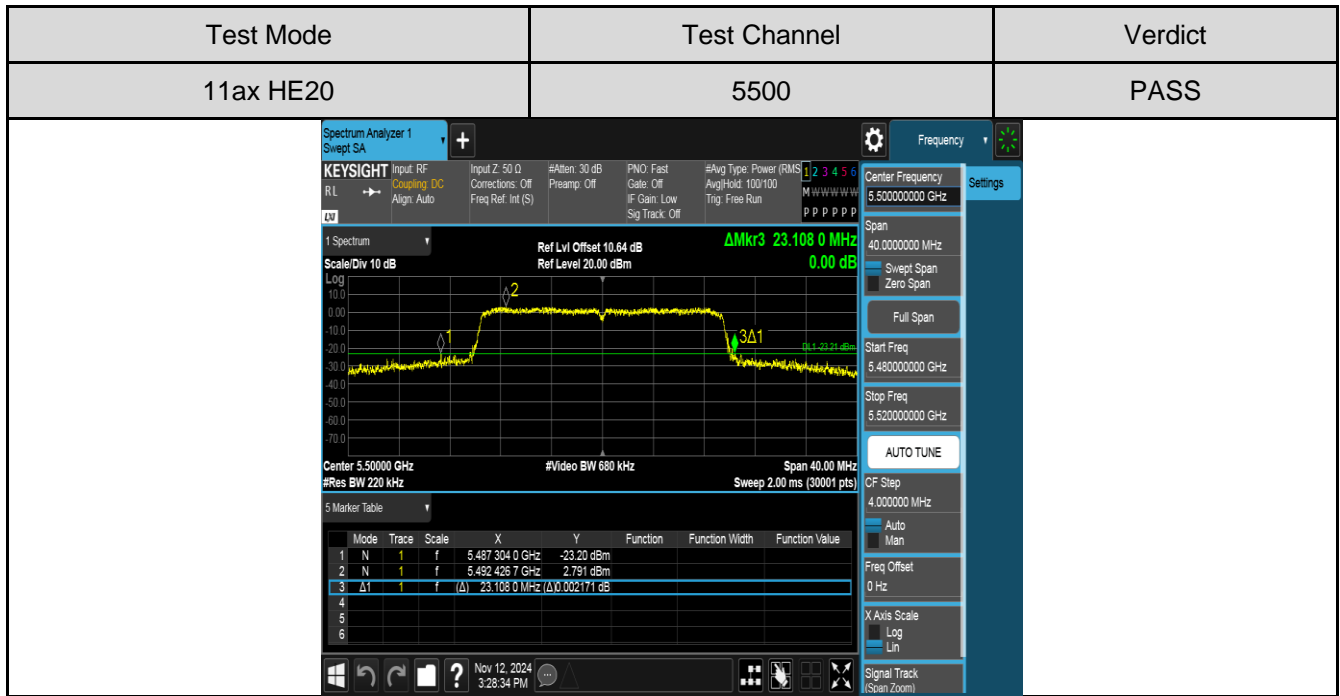 Test Mode Test Channel Verdict
11ax HE20 5500 PASS
Spectrum Analyzer 1
Swept SA
+
Frequency
KEYSIGHT Input: RF Input Z: 50 Ω #Atten: 30 dB PNO: Fast #Avg Type: Power (RMS 1 2 3 4 5 6
RL Coupling: DC Corrections: Off Preamp: Off Gate: Off Avg|Hold: 100/100 M W W W W W
Align: Auto Freq Ref: Int (S) IF Gain: Low Trig: Free Run
LXI Sig Track: Off P P P P P P
1 Spectrum
Ref Lvl Offset 10.64 dB ΔMkr3 23.108 0 MHz
Scale/Div 10 dB Ref Level 20.00 dBm 0.00 dB
Log
10.0
0.00
-10.0
-20.0
-30.0
-40.0
-50.0
-60.0
-70.0
2
1
3Δ1
DL1 -23.21 dBm
Center 5.50000 GHz #Video BW 680 kHz Span 40.00 MHz
#Res BW 220 kHz Sweep 2.00 ms (30001 pts)
5 Marker Table
Mode Trace Scale X Y Function Function Width Function Value
1 N 1 f 5.487 304 0 GHz -23.20 dBm
2 N 1 f 5.492 426 7 GHz 2.791 dBm
3 Δ1 1 f (Δ) 23.108 0 MHz (Δ)0.002171 dB
4
5
6
Nov 12, 2024
3:28:34 PM
?
Center Frequency
5.500000000 GHz
Settings
Span
40.0000000 MHz
Swept Span
Zero Span
Full Span
Start Freq
5.480000000 GHz
Stop Freq
5.520000000 GHz
AUTO TUNE
CF Step
4.000000 MHz
Auto
Man
Freq Offset
0 Hz
X Axis Scale
Log
Lin
Signal Track
(Span Zoom)